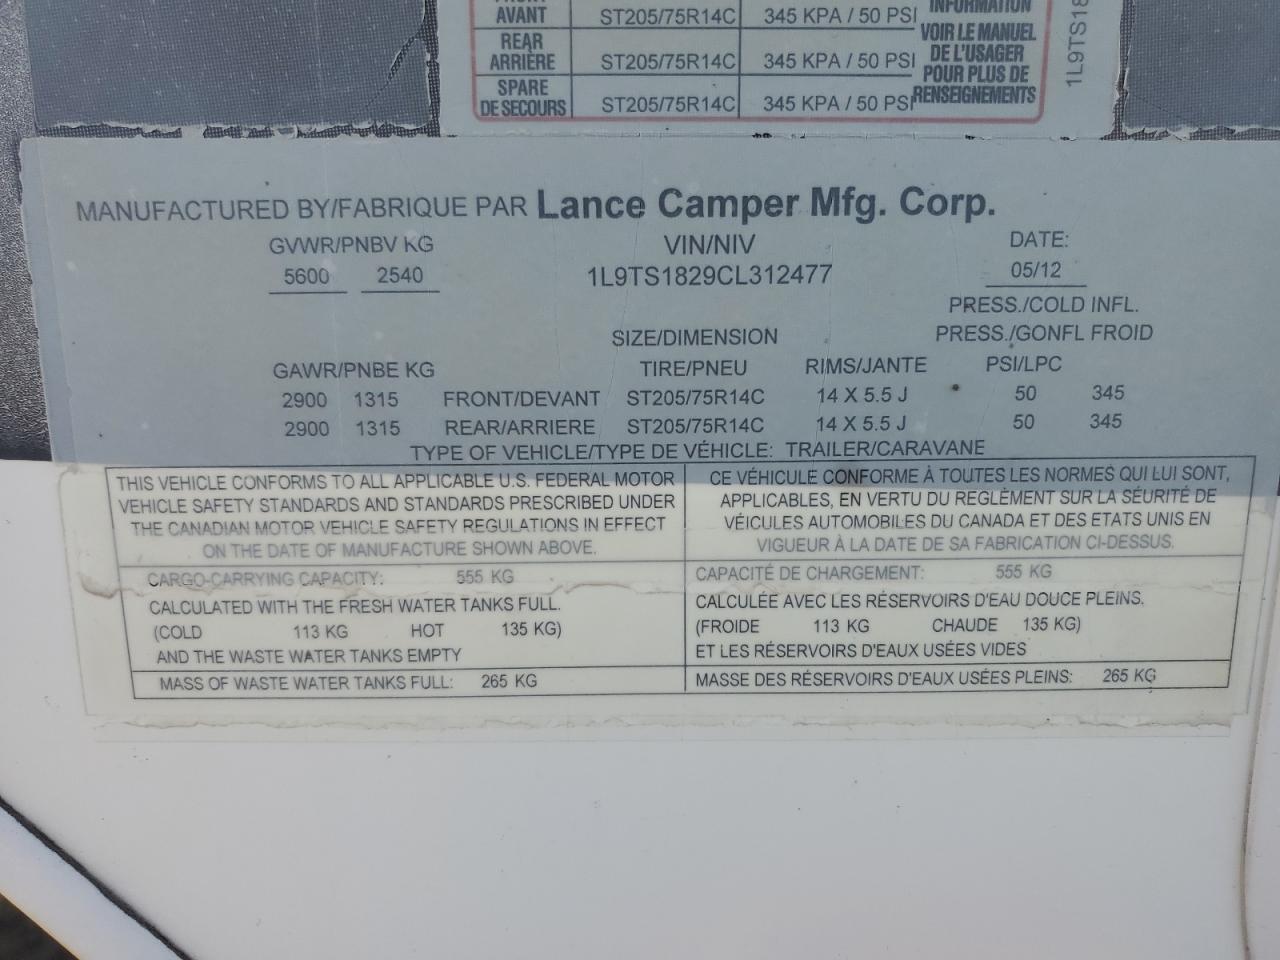 AVANT ST205/75R14C 345 KPA / 50 PSI
INFORMATION
VOIR LE MANUEL
DE L'USAGER
POUR PLUS DE
RENSEIGNEMENTS
REAR
ARRIÈRE ST205/75R14C 345 KPA / 50 PSI
SPARE
DE SECOURS ST205/75R14C 345 KPA / 50 PSI
1L9TS18
MANUFACTURED BY/FABRIQUE PAR Lance Camper Mfg. Corp.
GVWR/PNBV KG VIN/NIV DATE:
5600 2540 1L9TS1829CL312477 05/12
PRESS./COLD INFL.
SIZE/DIMENSION PRESS./GONFL FROID
GAWR/PNBE KG TIRE/PNEU RIMS/JANTE PSI/LPC
2900 1315 FRONT/DEVANT ST205/75R14C 14 X 5.5 J 50 345
2900 1315 REAR/ARRIERE ST205/75R14C 14 X 5.5 J 50 345
TYPE OF VEHICLE/TYPE DE VÉHICLE: TRAILER/CARAVANE
THIS VEHICLE CONFORMS TO ALL APPLICABLE U.S. FEDERAL MOTOR
VEHICLE SAFETY STANDARDS AND STANDARDS PRESCRIBED UNDER
THE CANADIAN MOTOR VEHICLE SAFETY REGULATIONS IN EFFECT
ON THE DATE OF MANUFACTURE SHOWN ABOVE.
CARGO-CARRYING CAPACITY: 555 KG
CALCULATED WITH THE FRESH WATER TANKS FULL.
(COLD 113 KG HOT 135 KG)
AND THE WASTE WATER TANKS EMPTY
MASS OF WASTE WATER TANKS FULL: 265 KG
CE VÉHICULE CONFORME À TOUTES LES NORMES QUI LUI SONT,
APPLICABLES, EN VERTU DU REGLÈMENT SUR LA SÉURITÉ DE
VÉICULES AUTOMOBILES DU CANADA ET DES ETATS UNIS EN
VIGUEUR À LA DATE DE SA FABRICATION CI-DESSUS.
CAPACITÉ DE CHARGEMENT: 555 KG
CALCULÉE AVEC LES RÉSERVOIRS D'EAU DOUCE PLEINS.
(FROIDE 113 KG CHAUDE 135 KG)
ET LES RÉSERVOIRS D'EAUX USÉES VIDES
MASSE DES RÉSERVOIRS D'EAUX USÉES PLEINS: 265 KG